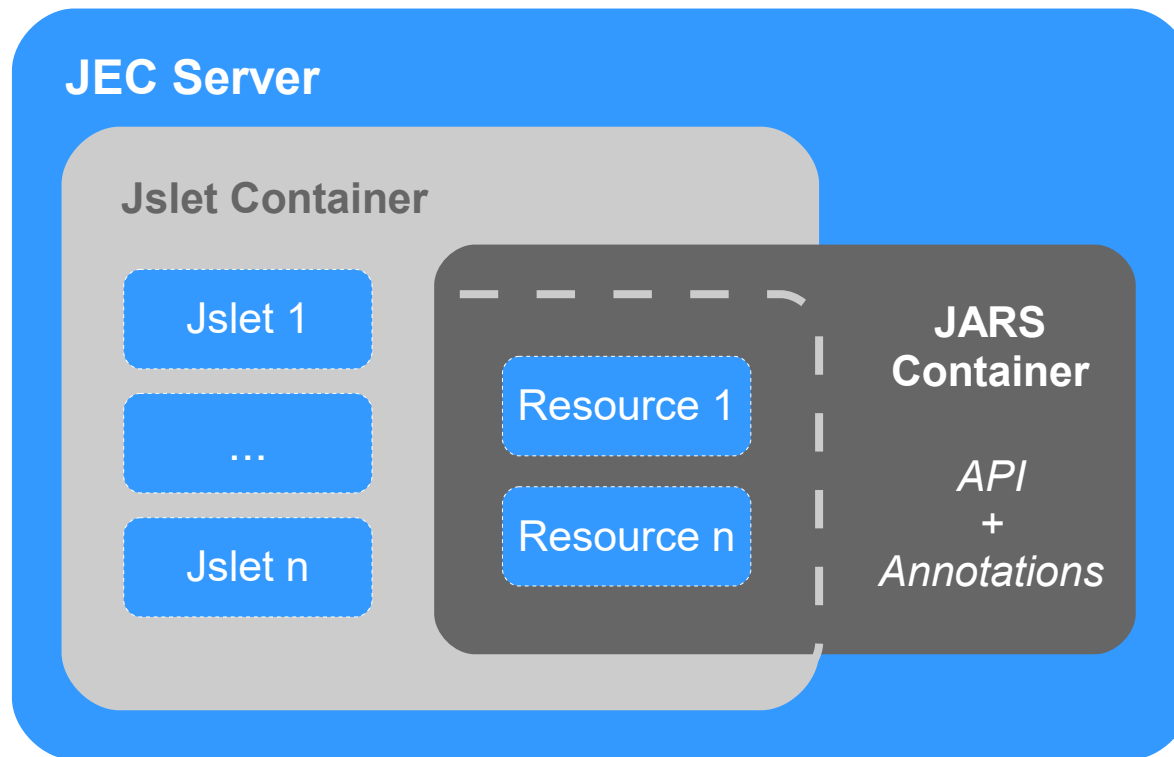 JEC Server
Jslet Container
Jslet 1
...
Jslet n
Resource 1
Resource n
JARS
Container
API
+
Annotations